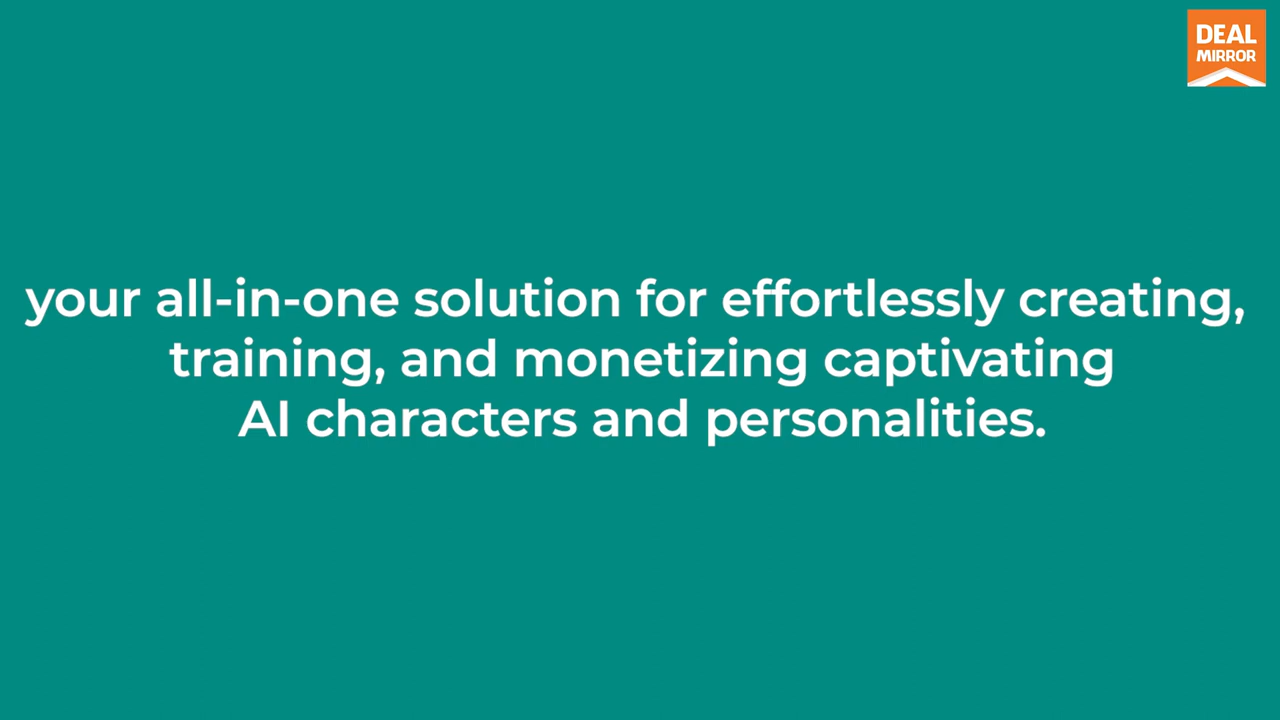 DEAL
MIRROR
your all-in-one solution for effortlessly creating,
training, and monetizing captivating
AI characters and personalities.